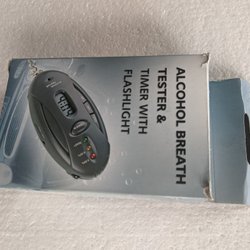 ALCOHOL BREATH
TESTER &
TIMER WITH
FLASHLIGHT